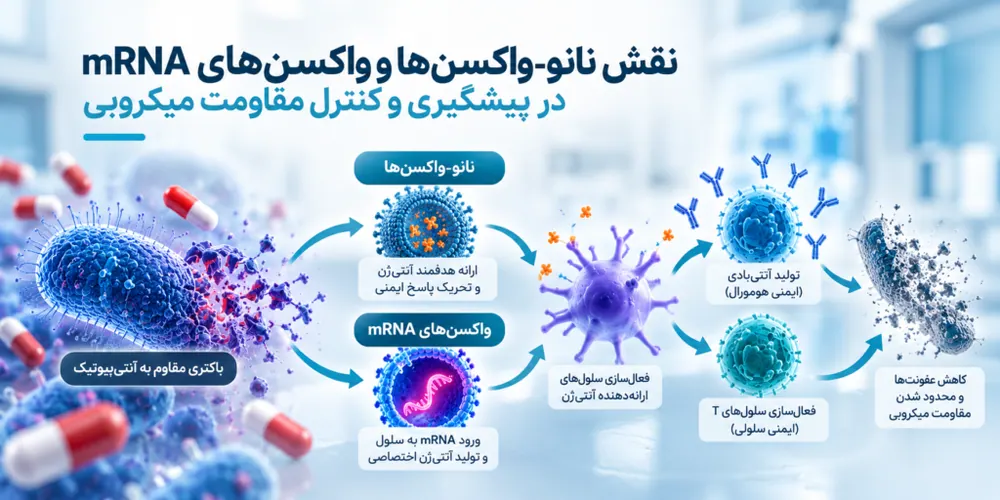 نقش نانو-واکسن‌ها و واکسن‌های mRNA
در پیشگیری و کنترل مقاومت میکروبی
باکتری مقاوم به آنتی‌بیوتیک
نانو-واکسن‌ها
ارائه هدفمند آنتی‌ژن
و تحریک پاسخ ایمنی
واکسن‌های mRNA
ورود mRNA به سلول
و تولید آنتی‌ژن اختصاصی
فعال‌سازی سلول‌های
ارائه‌دهنده آنتی‌ژن
تولید آنتی‌بادی
(ایمنی هومورال)
فعال‌سازی سلول‌های T
(ایمنی سلولی)
کاهش عفونت‌ها
و محدود شدن
مقاومت میکروبی